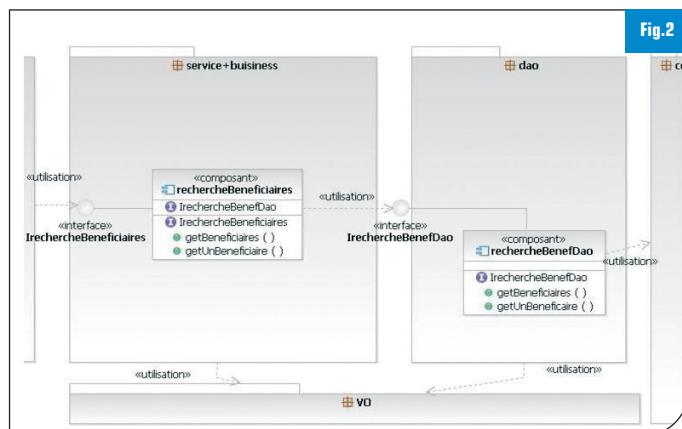 Fig.2
service+buisiness
dao
«utilisation»
«interface»
IrechercheBeneficiaires
«composant»
rechercheBeneficiaires
IrechercheBenefDao
IrechercheBeneficiaires
getBeneficiaires ( )
getUnBeneficiaire ( )
«utilisation»
«interface»
IrechercheBenefDao
«composant»
rechercheBenefDao
IrechercheBenefDao
getBeneficiaires ( )
getUnBeneficaire ( )
«utilisation»
«utilisation»
«utilisation»
VO